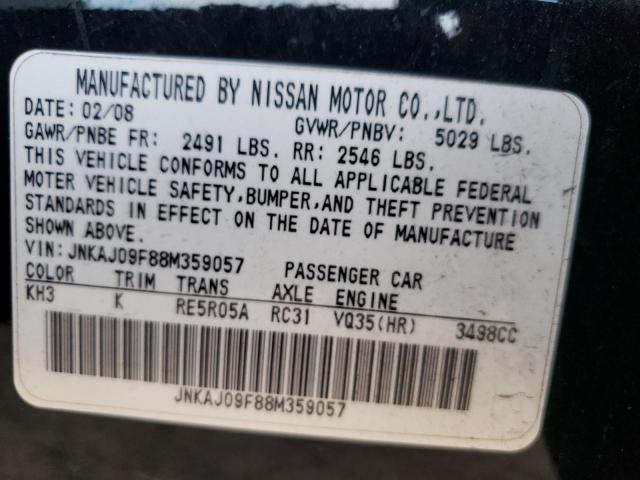 MANUFACTURED BY NISSAN MOTOR CO.,LTD.
DATE: 02/08 GVWR/PNBV: 5029 LBS.
GAWR/PNBE FR: 2491 LBS. RR: 2546 LBS.
THIS VEHICLE CONFORMS TO ALL APPLICABLE FEDERAL
MOTOR VEHICLE SAFETY,BUMPER,AND THEFT PREVENTION
STANDARDS IN EFFECT ON THE DATE OF MANUFACTURE
SHOWN ABOVE.
VIN:JNKAJ09F88M359057 PASSENGER CAR
COLOR TRIM TRANS AXLE ENGINE
KH3 K RE5R05A RC31 VQ35(HR) 3498CC
JNKAJ09F88M359057